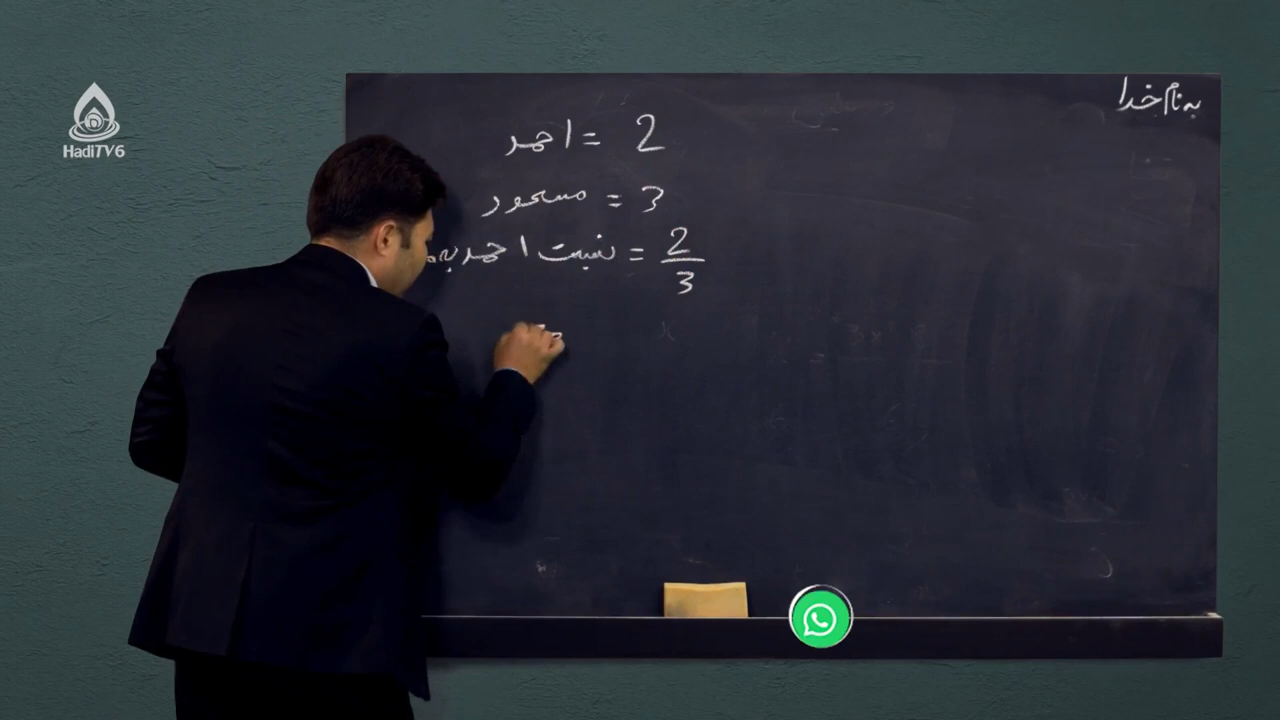 به نام خدا
HadiTV6
احمد = 2
مسعود = 3
نسبت احمد به = 2/3